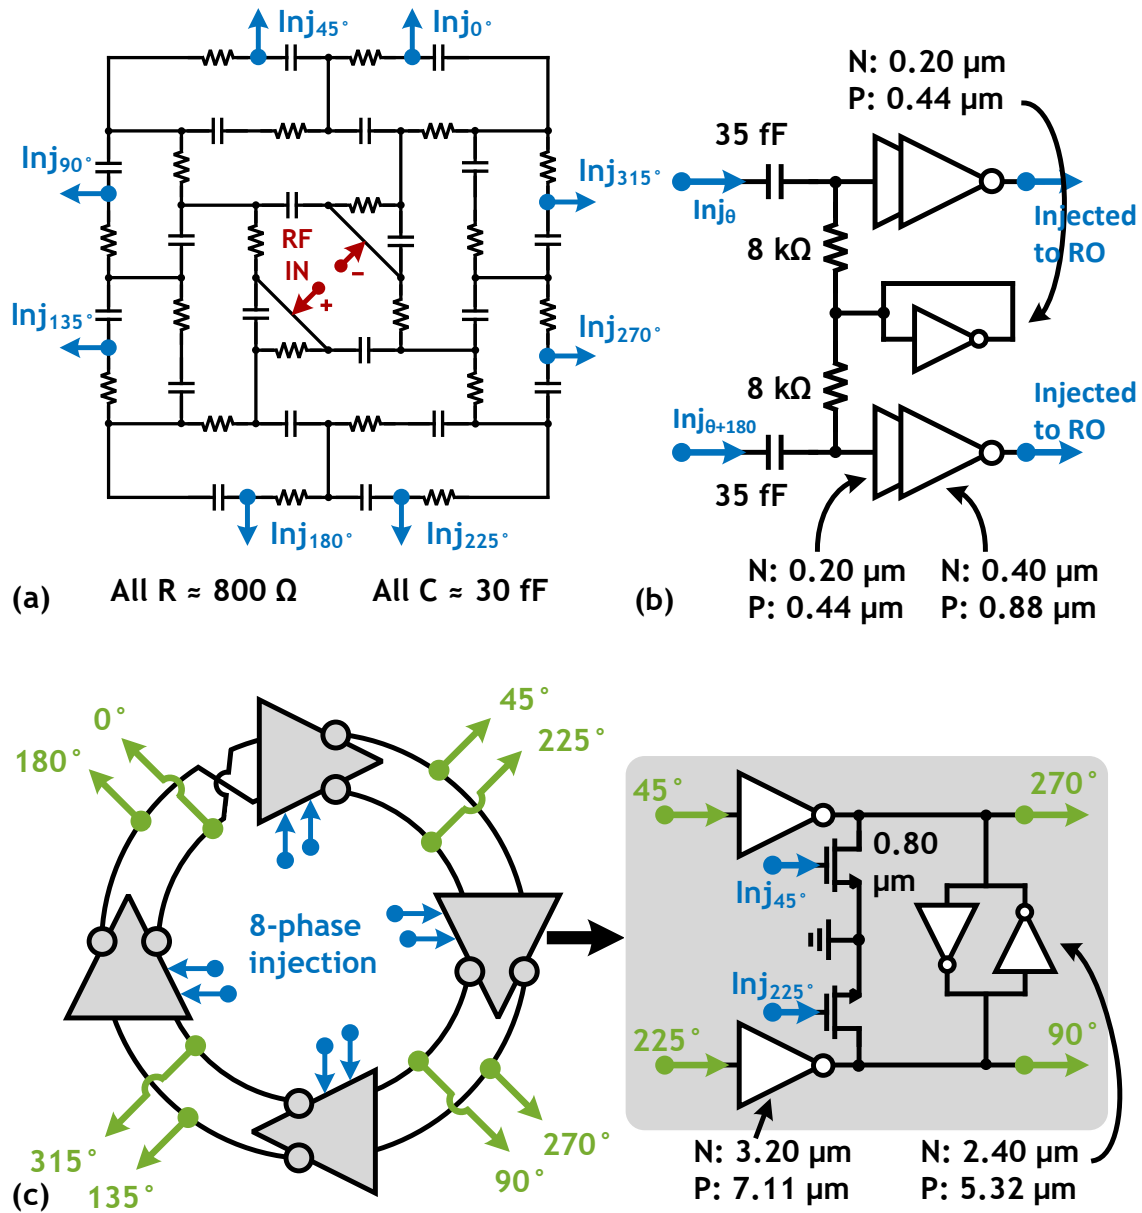 (a)
Inj45°
Inj0°
Inj90°
Inj315°
RF
IN
−
+
Inj135°
Inj270°
Inj180°
Inj225°
All R ≈ 800 Ω
All C ≈ 30 fF
(b)
N: 0.20 µm
P: 0.44 µm
35 fF
Injθ
Injected
to RO
8 kΩ
8 kΩ
Injθ+180
Injected
to RO
35 fF
N: 0.20 µm
P: 0.44 µm
N: 0.40 µm
P: 0.88 µm
(c)
0°
180°
45°
225°
8-phase
injection
315°
135°
270°
90°
45°
270°
0.80
µm
Inj45°
Inj225°
225°
90°
N: 3.20 µm
P: 7.11 µm
N: 2.40 µm
P: 5.32 µm